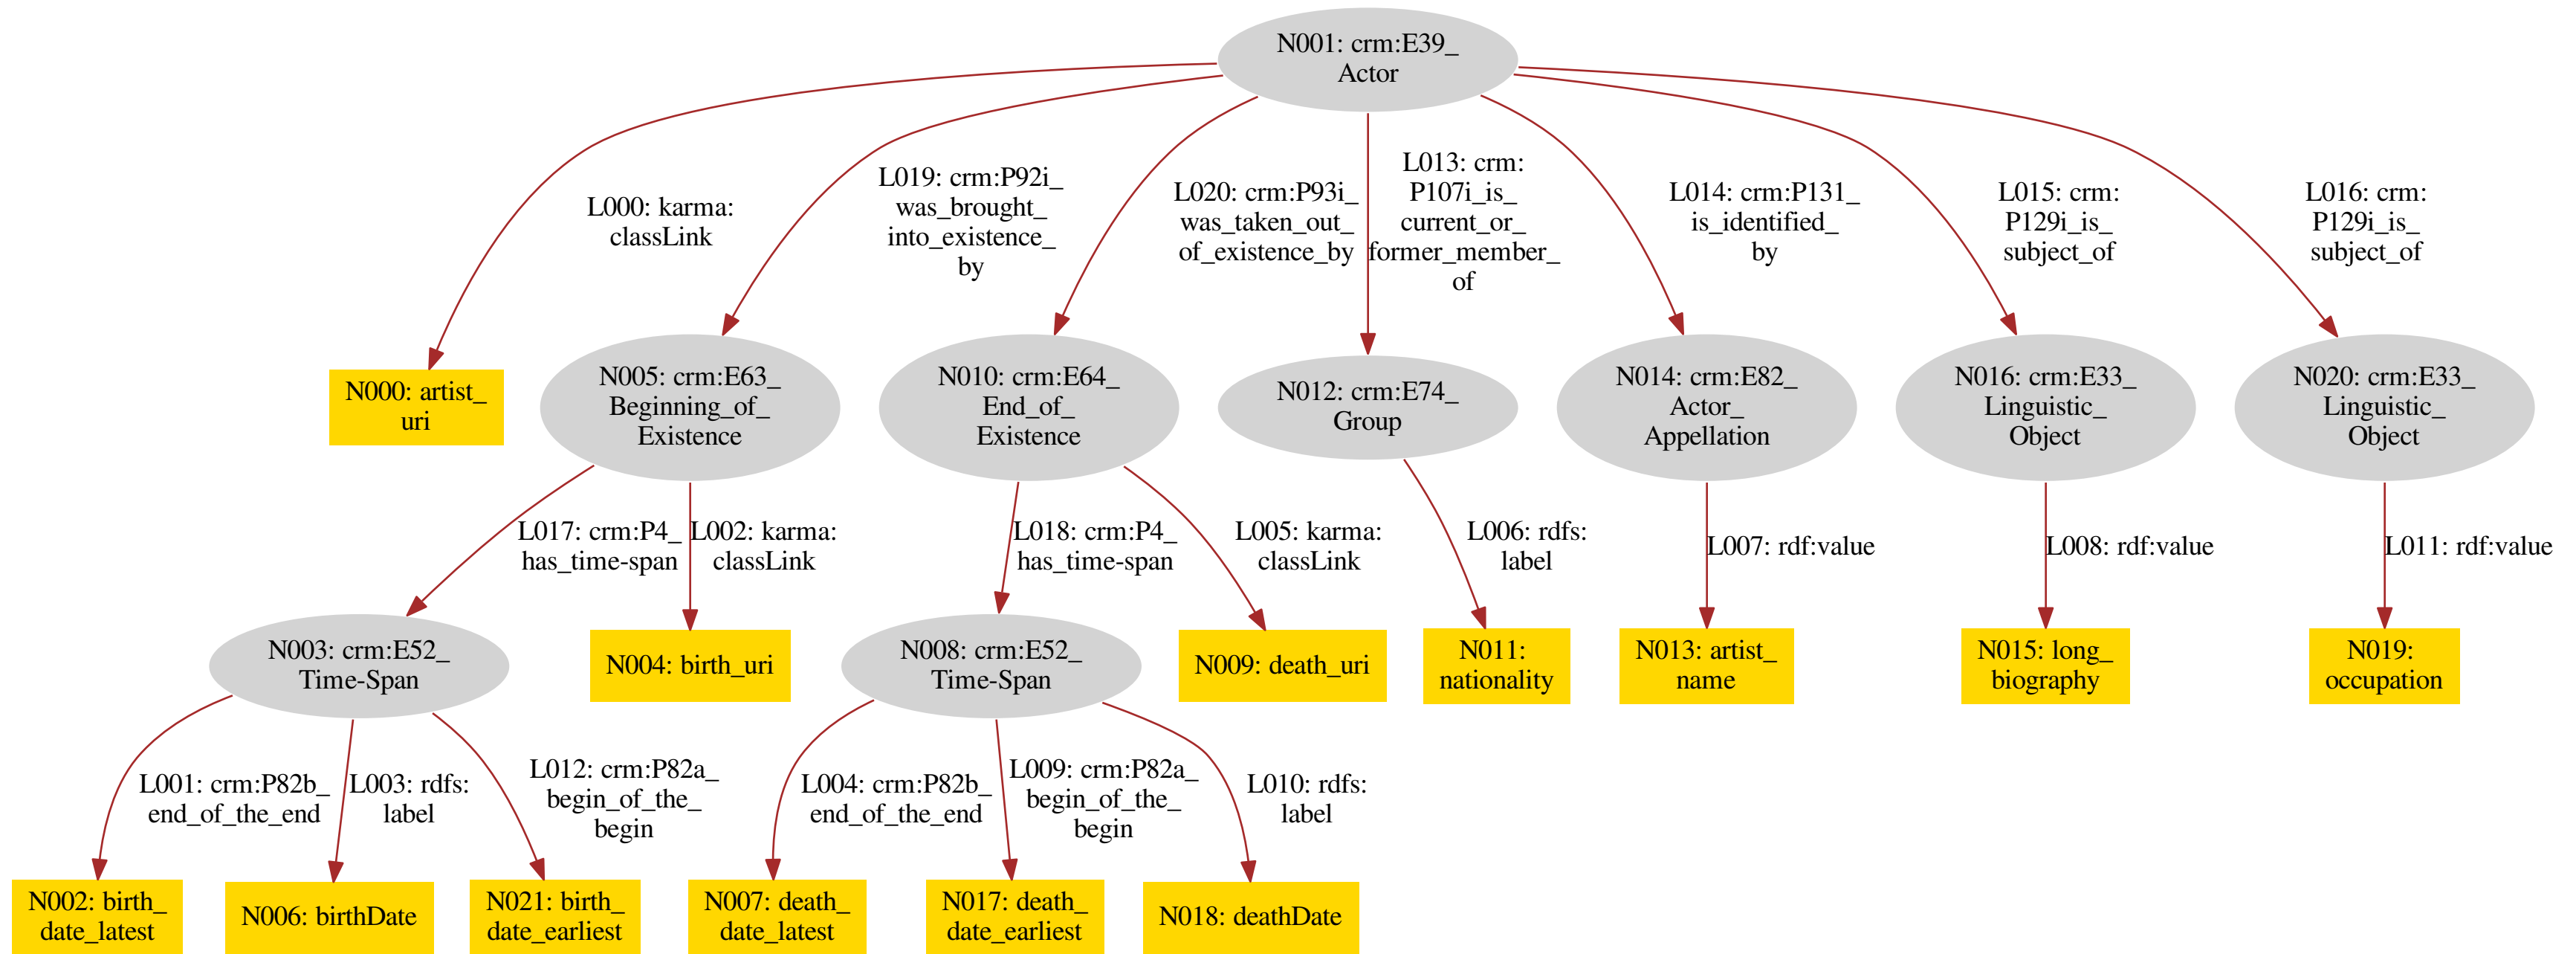 N001: crm:E39_
Actor
L000: karma:
classLink
L019: crm:P92i_
was_brought_
into_existence_
by
L020: crm:P93i_
was_taken_out_
of_existence_by
L013: crm:
P107i_is_
current_or_
former_member_
of
L014: crm:P131_
is_identified_
by
L015: crm:
P129i_is_
subject_of
L016: crm:
P129i_is_
subject_of
N000: artist_
uri
N005: crm:E63_
Beginning_of_
Existence
N010: crm:E64_
End_of_
Existence
N012: crm:E74_
Group
N014: crm:E82_
Actor_
Appellation
N016: crm:E33_
Linguistic_
Object
N020: crm:E33_
Linguistic_
Object
L017: crm:P4_
has_time-span
L002: karma:
classLink
L018: crm:P4_
has_time-span
L005: karma:
classLink
L006: rdfs:
label
L007: rdf:value
L008: rdf:value
L011: rdf:value
N003: crm:E52_
Time-Span
N004: birth_uri
N008: crm:E52_
Time-Span
N009: death_uri
N011:
nationality
N013: artist_
name
N015: long_
biography
N019:
occupation
L001: crm:P82b_
end_of_the_end
L003: rdfs:
label
L012: crm:P82a_
begin_of_the_
begin
L004: crm:P82b_
end_of_the_end
L009: crm:P82a_
begin_of_the_
begin
L010: rdfs:
label
N002: birth_
date_latest
N006: birthDate
N021: birth_
date_earliest
N007: death_
date_latest
N017: death_
date_earliest
N018: deathDate